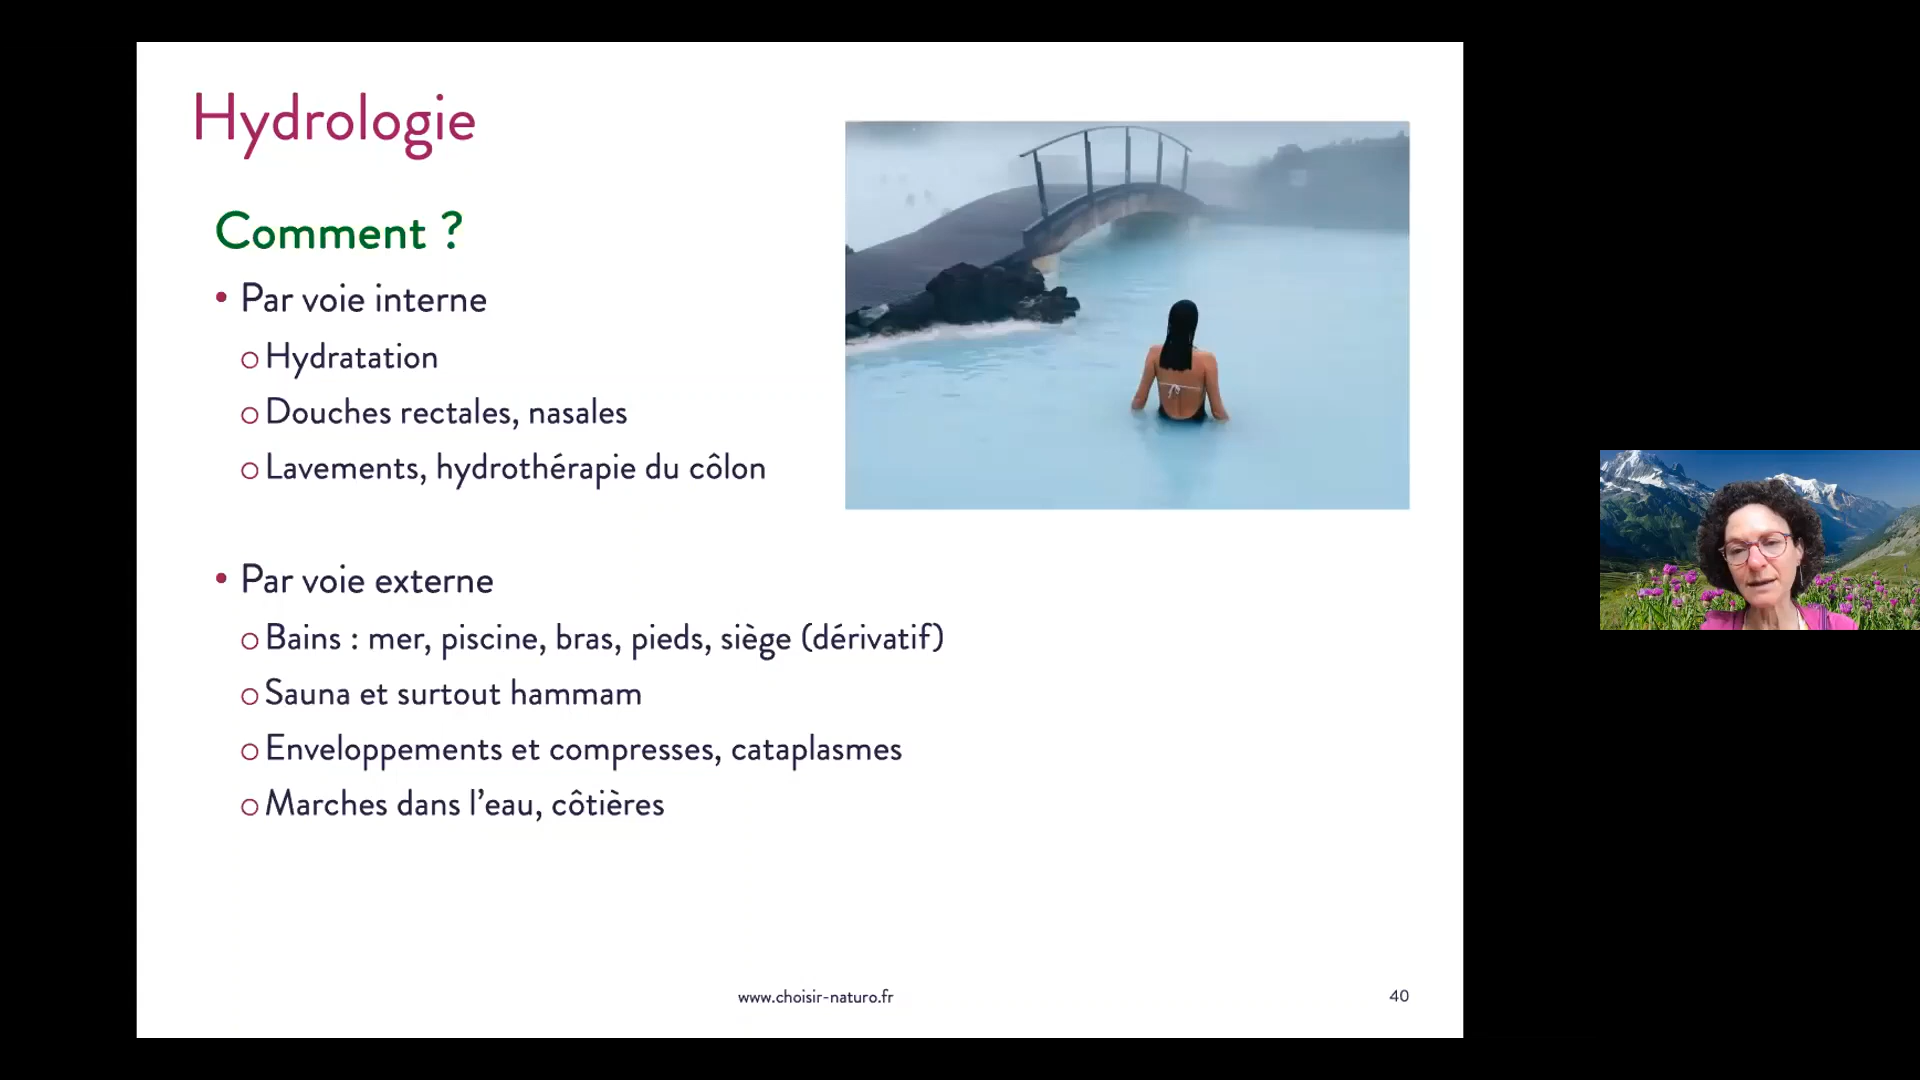 Hydrologie
Comment ?
• Par voie interne
o Hydratation
o Douches rectales, nasales
o Lavements, hydrothérapie du côlon
• Par voie externe
o Bains : mer, piscine, bras, pieds, siège (dérivatif)
o Sauna et surtout hammam
o Enveloppements et compresses, cataplasmes
o Marches dans l’eau, côtières
www.choisir-naturo.fr
40